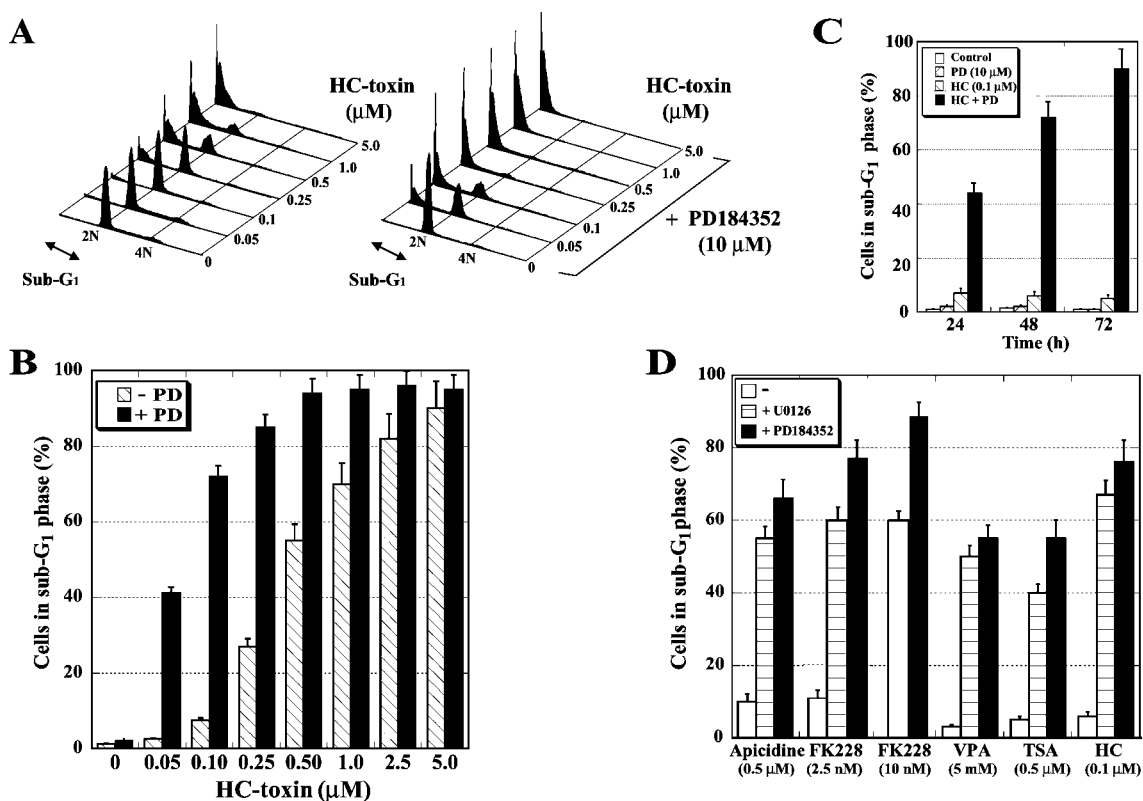 A
HC-toxin
(µM)
5.0
1.0
0.5
0.25
0.1
0.05
0
2N
4N
Sub-G1
HC-toxin
(µM)
5.0
1.0
0.5
0.25
0.1
0.05
0
2N
4N
Sub-G1
+ PD184352
(10 µM)
C
Control
PD (10 µM)
HC (0.1 µM)
HC + PD
Cells in sub-G1 phase (%)
100
80
60
40
20
0
24 48 72
Time (h)
B
- PD
+ PD
Cells in sub-G1 phase (%)
100
80
60
40
20
0
0 0.05 0.10 0.25 0.50 1.0 2.5 5.0
HC-toxin (µM)
D
-
+ U0126
+ PD184352
Cells in sub-G1 phase (%)
100
80
60
40
20
0
Apicidine FK228 FK228 VPA TSA HC
(0.5 µM) (2.5 nM) (10 nM) (5 mM) (0.5 µM) (0.1 µM)